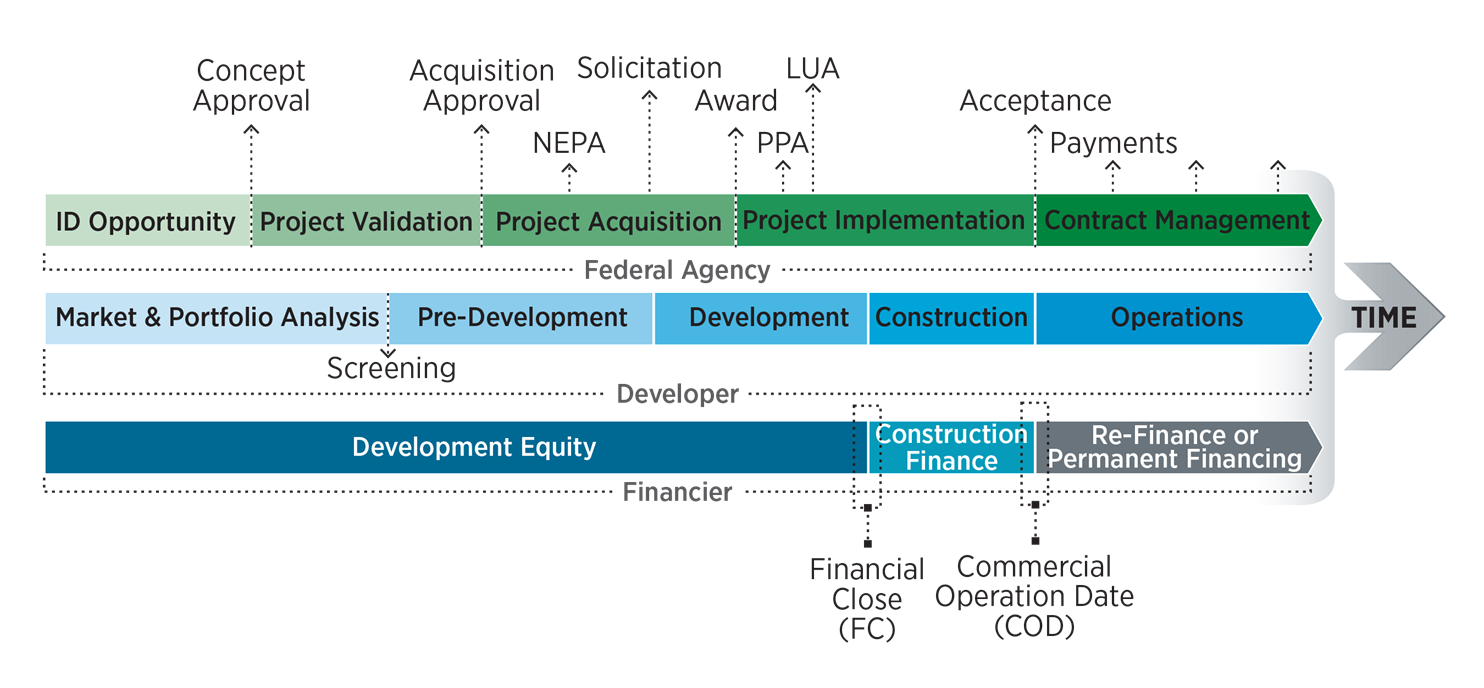 Concept
Approval
Acquisition
Approval
Solicitation
NEPA
Award
LUA
PPA
Acceptance
Payments
ID Opportunity
Project Validation
Project Acquisition
Project Implementation
Contract Management
Federal Agency
Market & Portfolio Analysis
Pre-Development
Development
Construction
Operations
TIME
Screening
Developer
Development Equity
Construction
Finance
Re-Finance or
Permanent Financing
Financier
Financial
Close
(FC)
Commercial
Operation Date
(COD)